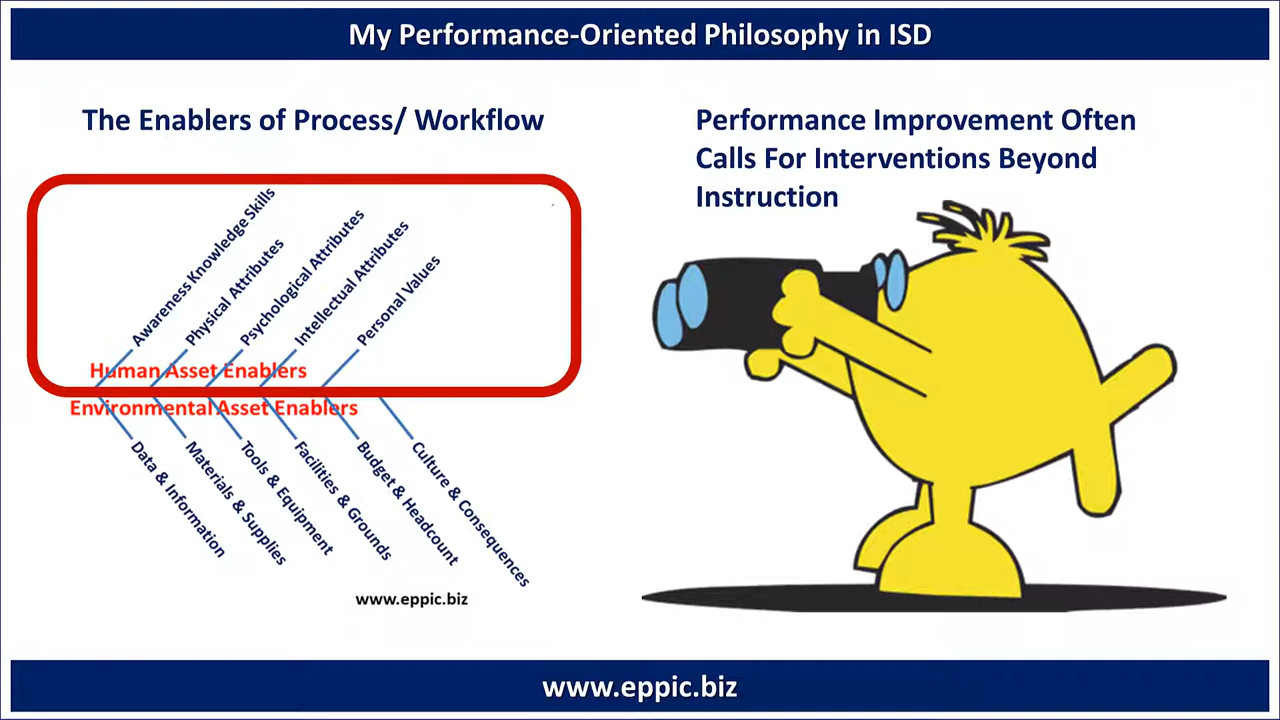 My Performance-Oriented Philosophy in ISD
The Enablers of Process/ Workflow
Awareness Knowledge Skills
Physical Attributes
Psychological Attributes
Intellectual Attributes
Personal Values
Human Asset Enablers
Environmental Asset Enablers
Data & Information
Materials & Supplies
Tools & Equipment
Facilities & Grounds
Budget & Headcount
Culture & Consequences
www.eppic.biz
Performance Improvement Often
Calls For Interventions Beyond
Instruction
www.eppic.biz